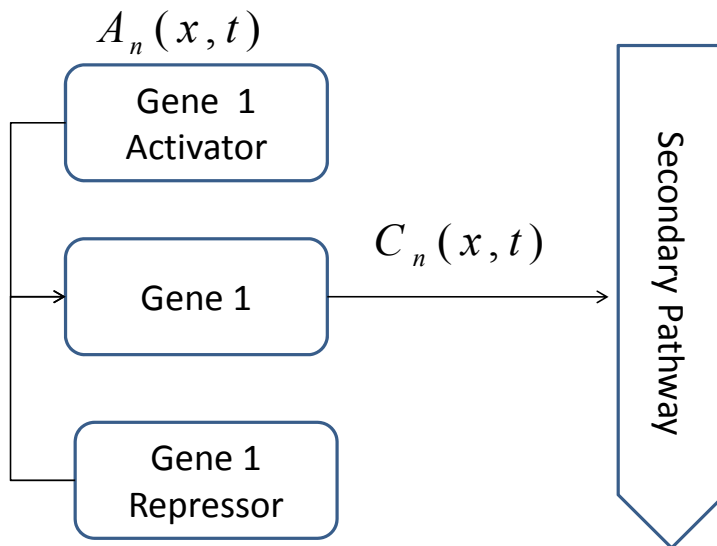 A_n(x,t)
Gene 1
Activator
C_n(x,t)
Gene 1
Gene 1
Repressor
Secondary Pathway